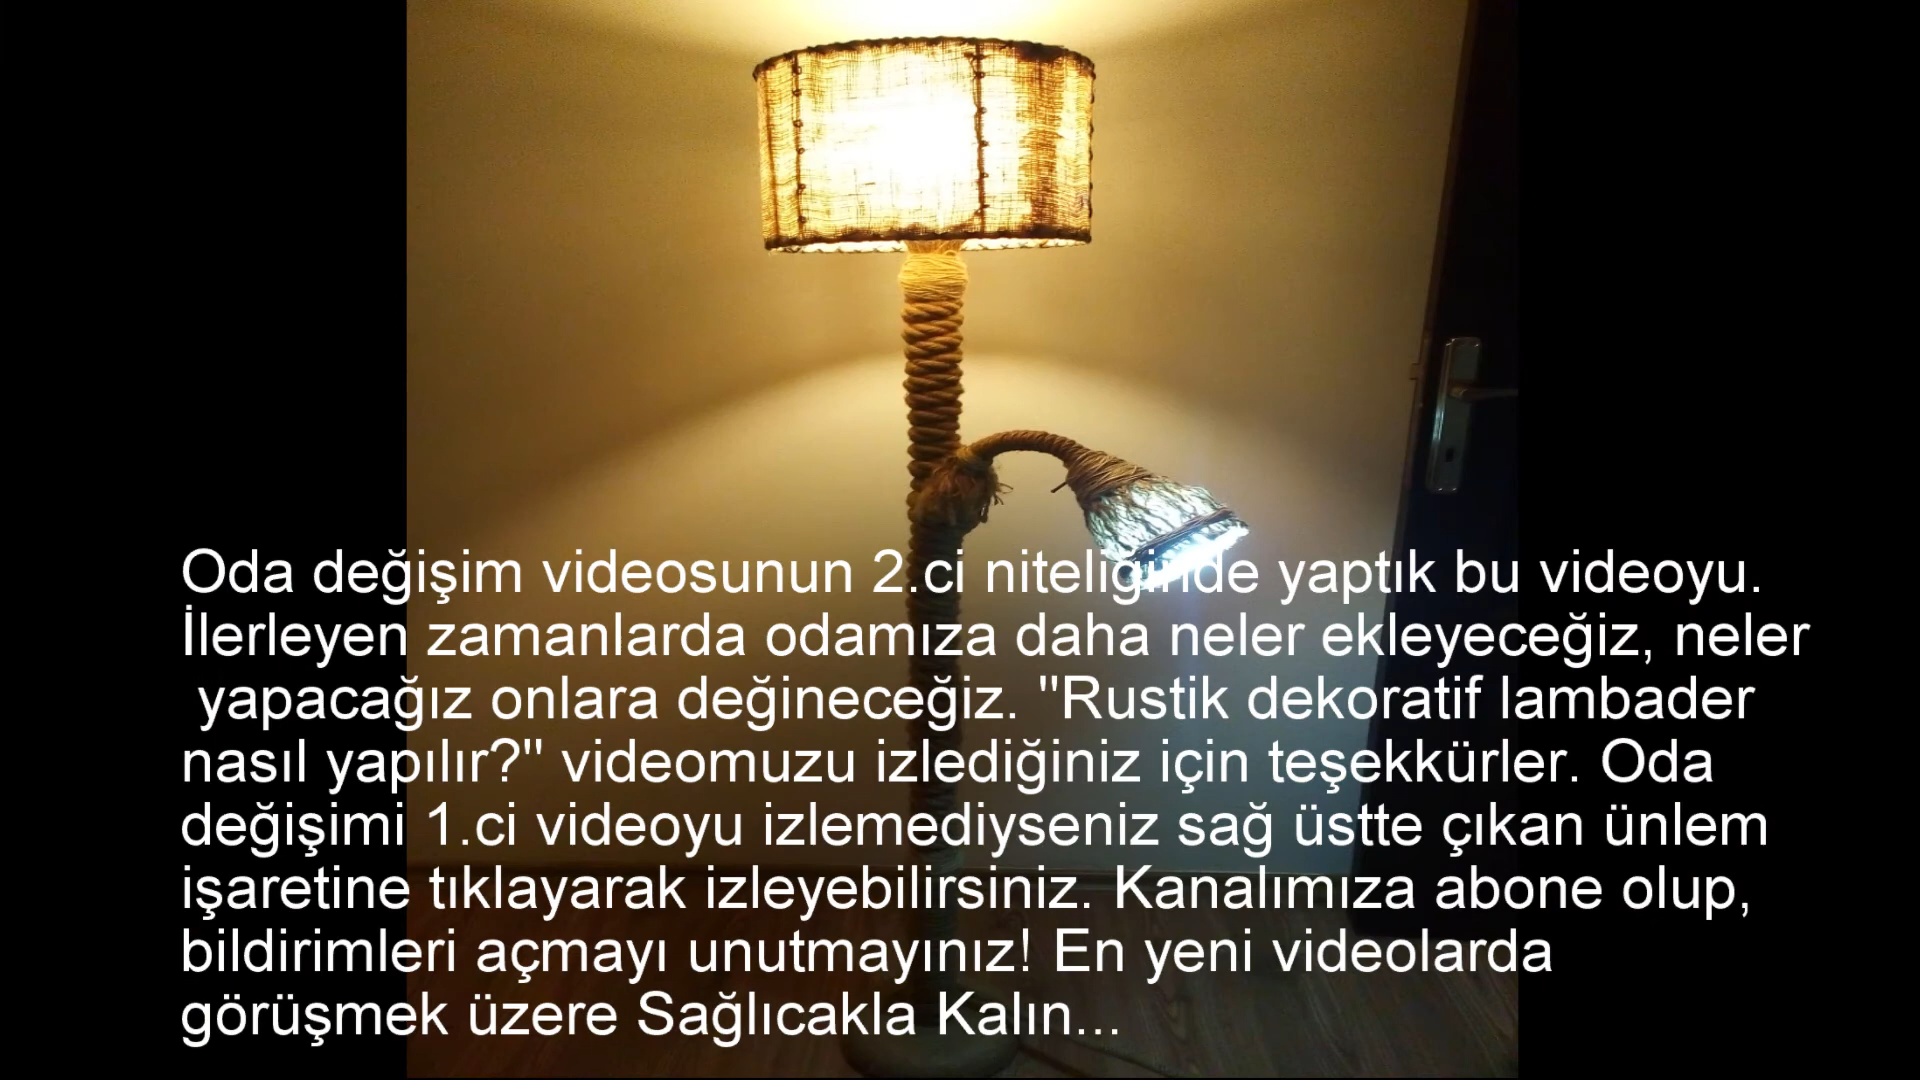 Oda değişim videosunun 2.ci niteliğinde yaptık bu videoyu.
İlerleyen zamanlarda odamıza daha neler ekleyeceğiz, neler
yapacağız onlara değineceğiz. "Rustik dekoratif lambader
nasıl yapılır?" videomuzu izlediğiniz için teşekkürler. Oda
değişimi 1.ci videoyu izlemediyseniz sağ üstte çıkan ünlem
işaretine tıklayarak izleyebilirsiniz. Kanalımıza abone olup,
bildirimleri açmayı unutmayınız! En yeni videolarda
görüşmek üzere Sağlıcakla Kalın...